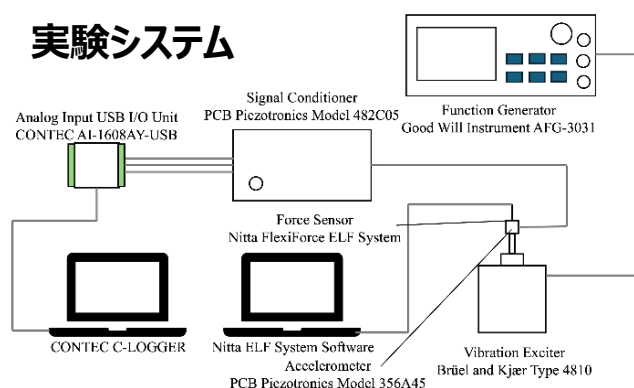 実験システム
Signal Conditioner
PCB Piezotronics Model 482C05
Analog Input USB I/O Unit
CONTEC AI-1608AY-USB
Function Generator
Good Will Instrument AFG-3031
Force Sensor
Nitta FlexiForce ELF System
CONTEC C-LOGGER
Nitta ELF System Software
Accelerometer
PCB Piezotronics Model 356A45
Vibration Exciter
Brüel and Kjær Type 4810